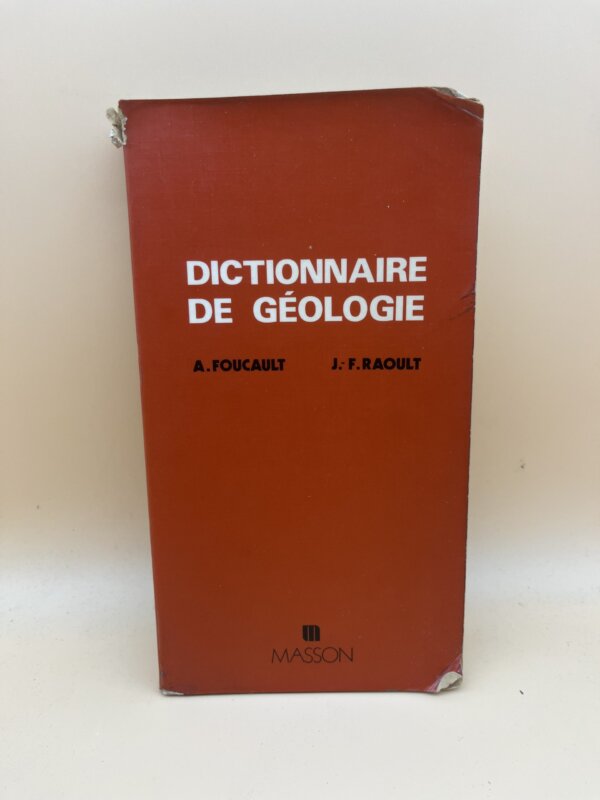 DICTIONNAIRE
DE GÉOLOGIE
A. FOUCAULT J.-F. RAOULT
m
MASSON